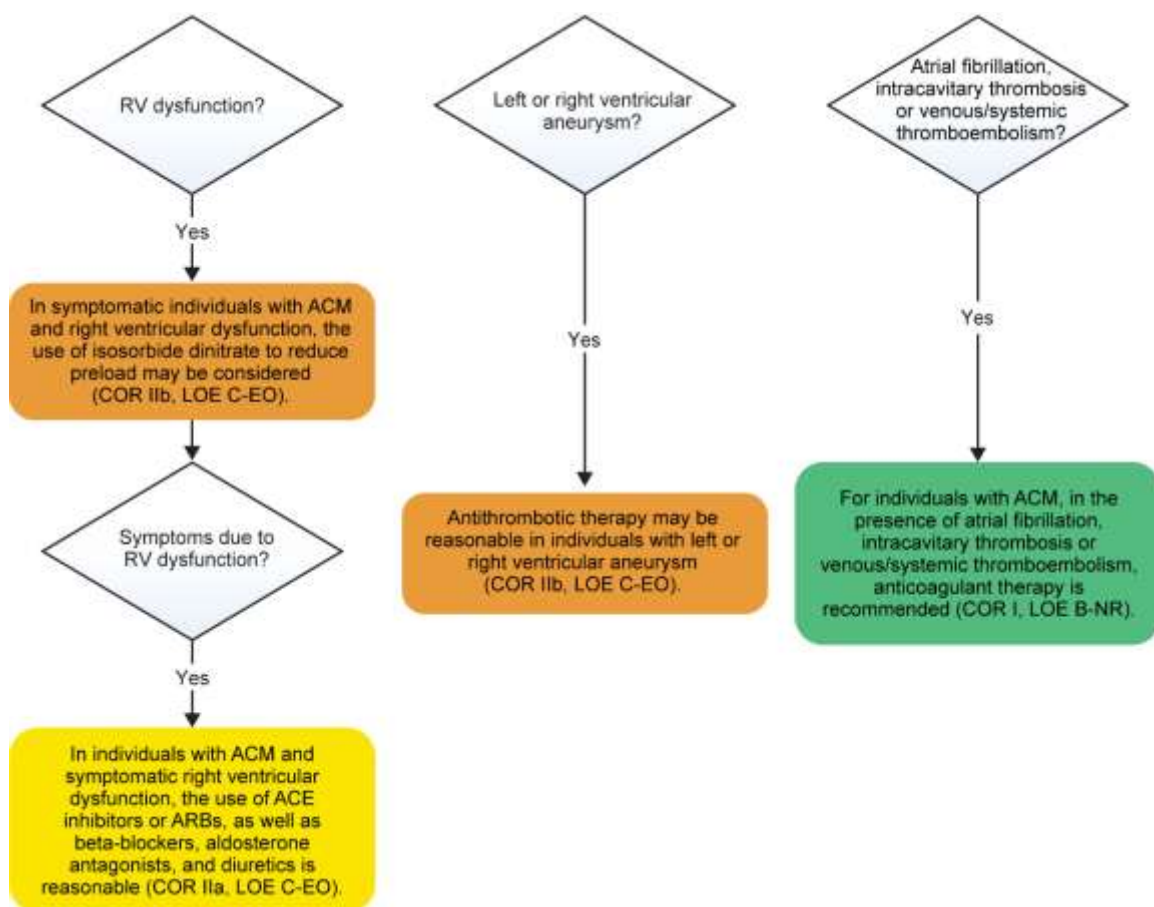 RV dysfunction?
Yes
In symptomatic individuals with ACM
and right ventricular dysfunction, the
use of isosorbide dinitrate to reduce
preload may be considered
(COR IIb, LOE C-EO).
Symptoms due to
RV dysfunction?
Yes
In individuals with ACM and
symptomatic right ventricular
dysfunction, the use of ACE
inhibitors or ARBs, as well as
beta-blockers, aldosterone
antagonists, and diuretics is
reasonable (COR IIa, LOE C-EO).
Left or right ventricular
aneurysm?
Yes
Antithrombotic therapy may be
reasonable in individuals with left or
right ventricular aneurysm
(COR IIb, LOE C-EO).
Atrial fibrillation,
intracavitary thrombosis
or venous/systemic
thromboembolism?
Yes
For individuals with ACM, in the
presence of atrial fibrillation,
intracavitary thrombosis or
venous/systemic thromboembolism,
anticoagulant therapy is
recommended (COR I, LOE B-NR).